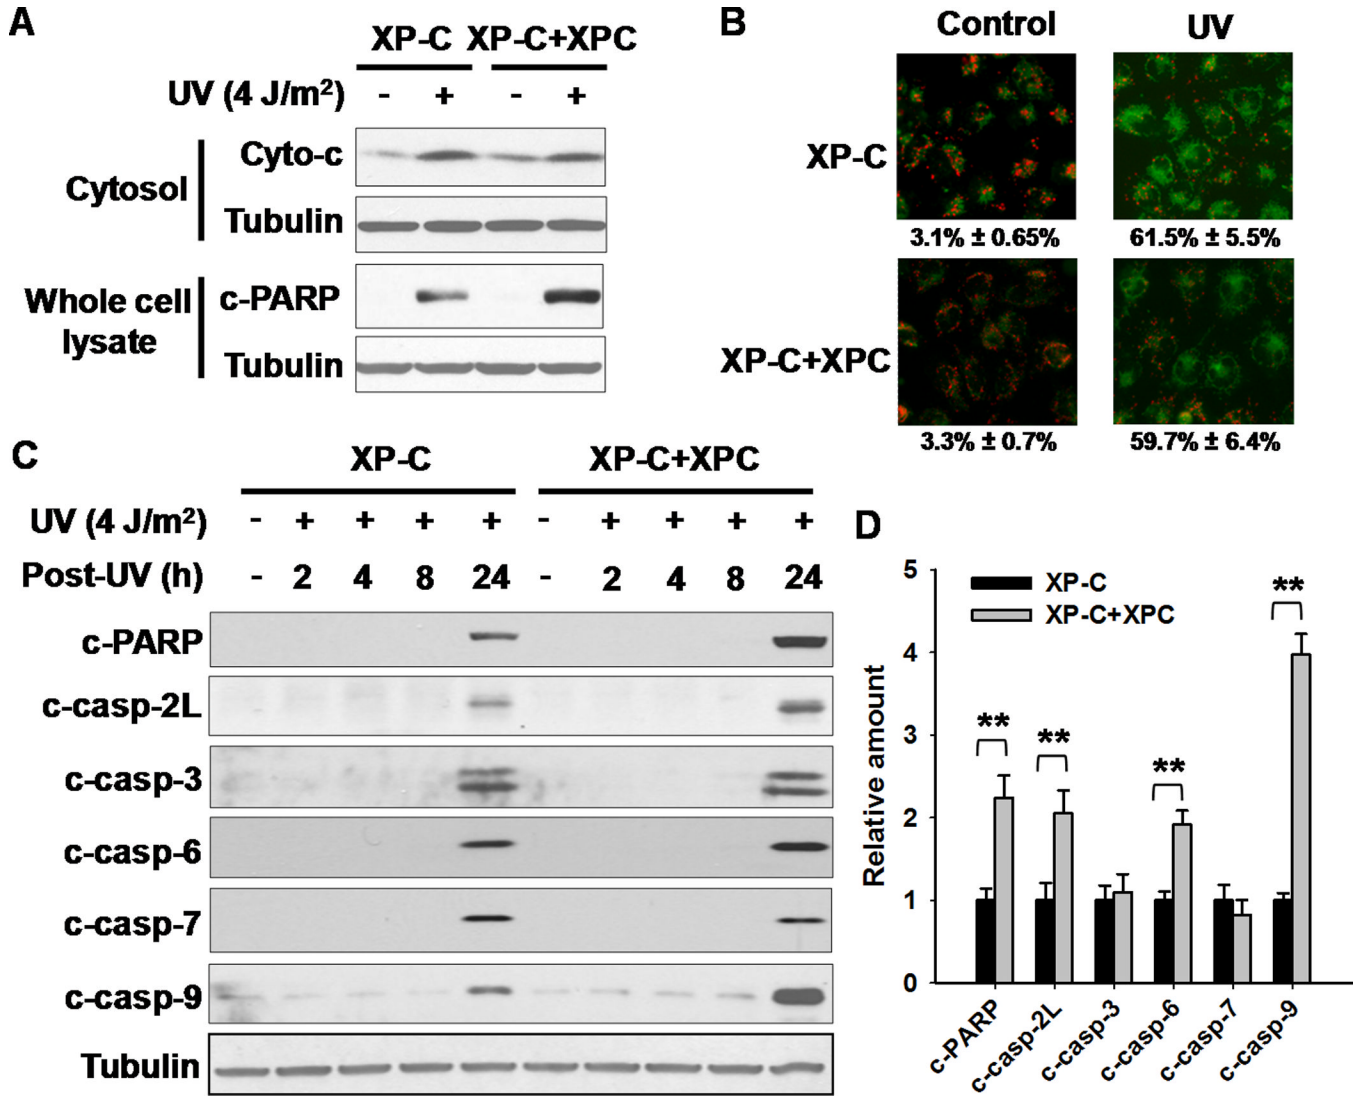 A
XP-C XP-C+XPC
UV (4 J/m²) - + - +
Cytosol
Cyto-c
Tubulin
Whole cell
lysate
c-PARP
Tubulin
B
Control UV
XP-C
3.1% ± 0.65% 61.5% ± 5.5%
XP-C+XPC
3.3% ± 0.7% 59.7% ± 6.4%
C
XP-C XP-C+XPC
UV (4 J/m²) - + + + + - + + + +
Post-UV (h) - 2 4 8 24 - 2 4 8 24
c-PARP
c-casp-2L
c-casp-3
c-casp-6
c-casp-7
c-casp-9
Tubulin
D
XP-C
XP-C+XPC
Relative amount
5
4
3
2
1
0
** ** ** **
c-PARP
c-casp-2L
c-casp-3
c-casp-6
c-casp-7
c-casp-9